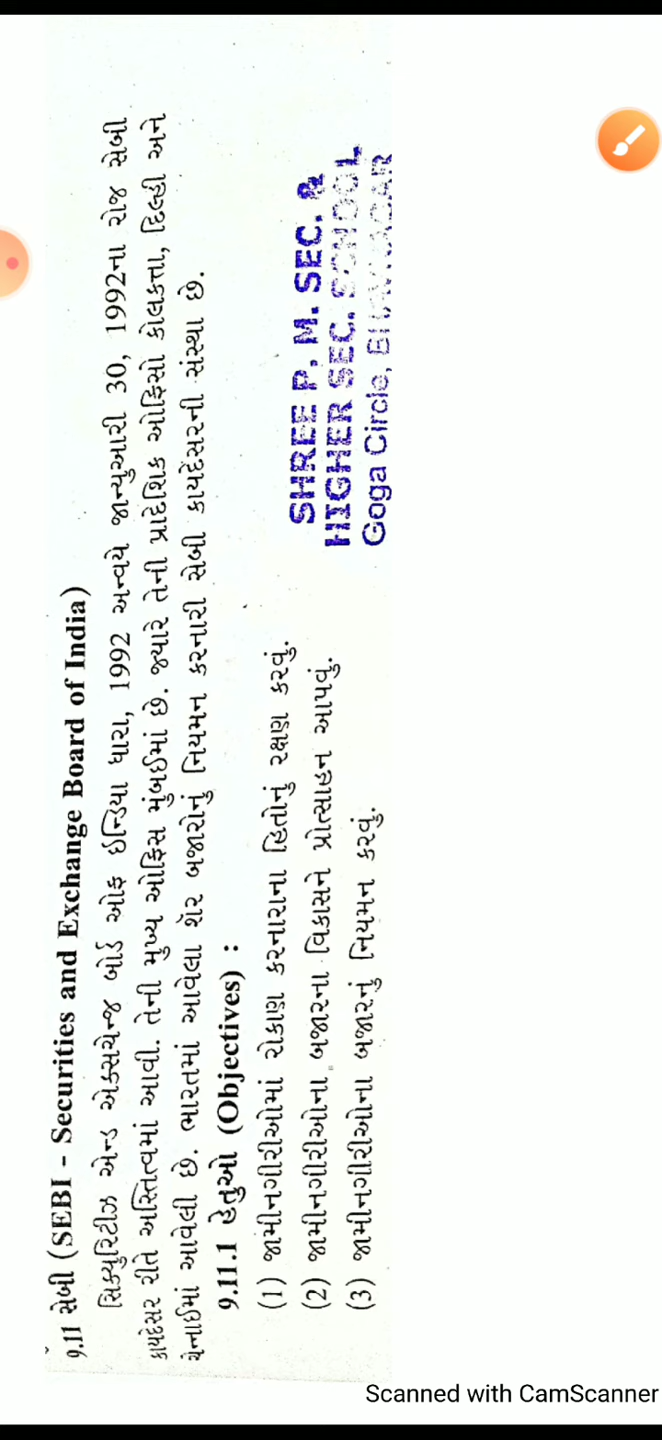 9.11 સેબી (SEBI - Securities and Exchange Board of India)
સિક્યુરિટીઝ એન્ડ એક્સચેન્જ બોર્ડ ઓફ ઇન્ડિયા ધારા, 1992 અન્વયે જાન્યુઆરી 30, 1992ના રોજ સેબી
કાયદેસર રીતે અસ્તિત્વમાં આવી. તેની મુખ્ય ઓફિસ મુંબઈમાં છે. જ્યારે તેની પ્રાદેશિક ઓફિસો કોલકત્તા, દિલ્હી અને
ચેન્નાઈમાં આવેલી છે. ભારતમાં આવેલા શેર બજારોનું નિયમન કરનારી સેબી કાયદેસરની સંસ્થા છે.
9.11.1 હેતુઓ (Objectives) :
(1) જામીનગીરીઓમાં રોકાણ કરનારાના હિતોનું રક્ષણ કરવું.
(2) જામીનગીરીઓના બજારના વિકાસને પ્રોત્સાહન આપવું.
(3) જામીનગીરીઓના બજારનું નિયમન કરવું.
SHREE P. M. SEC. &
HIGHER SEC. SCHOOL
Goga Circle, BHAVNAGAR
Scanned with CamScanner